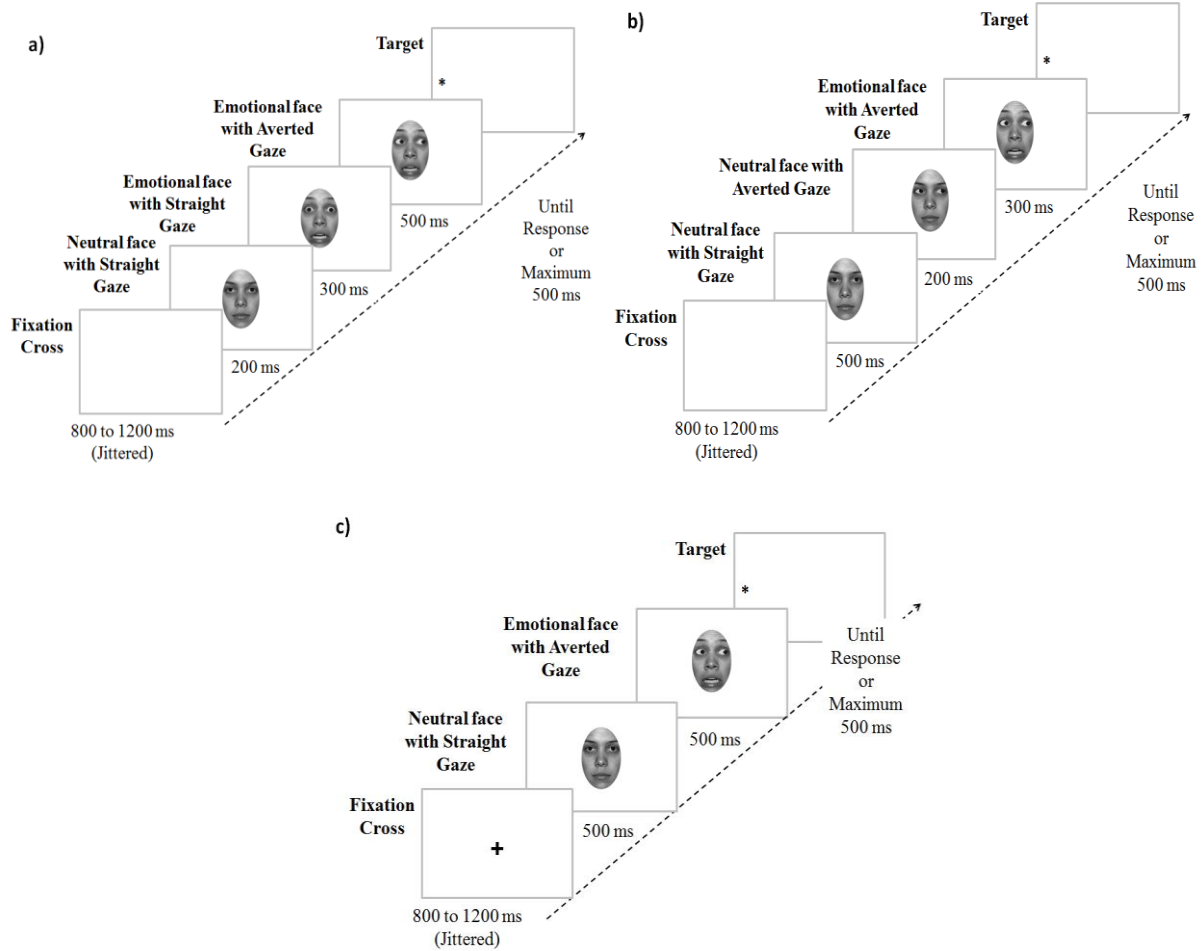 a)
Target
*
Emotional face
with Averted
Gaze
500 ms
Emotional face
with Straight
Gaze
300 ms
Neutral face
with Straight
Gaze
200 ms
Fixation
Cross
800 to 1200 ms
(Jittered)
Until
Response
or
Maximum
500 ms
b)
Target
*
Emotional face
with Averted
Gaze
300 ms
Neutral face with
Averted Gaze
200 ms
Neutral face
with Straight
Gaze
500 ms
Fixation
Cross
800 to 1200 ms
(Jittered)
Until
Response
or
Maximum
500 ms
c)
Target
*
Emotional face
with Averted
Gaze
500 ms
Neutral face
with Straight
Gaze
500 ms
Fixation
Cross
+
800 to 1200 ms
(Jittered)
Until
Response
or
Maximum
500 ms